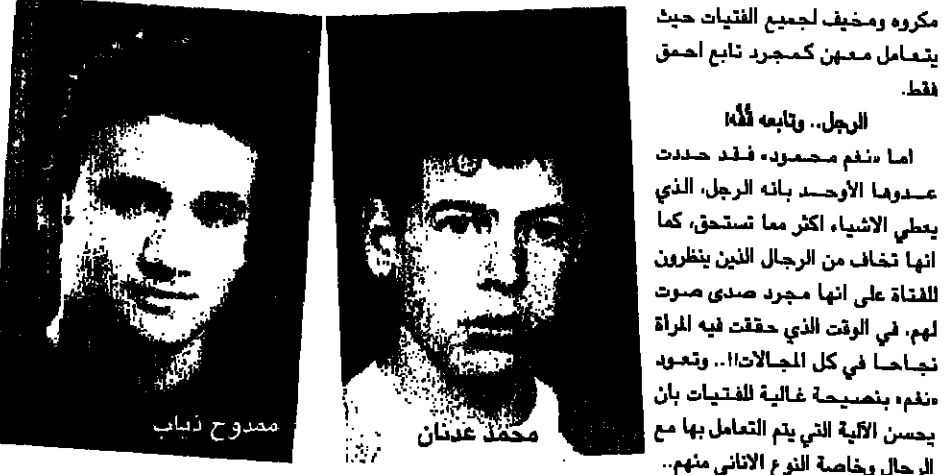 مكروه ومخيف لجميع الفتيات حيث
يتعامل معهن كمجرد تابع احمق
فقط.
الرجل.. وتابعه قُفَّه!
اما «نغم محمود» فقد حددت
عدوها الأوحد بانه الرجل، الذي
يعطي الاشياء اكثر مما تستحق، كما
انها تخاف من الرجال الذين ينظرون
للفتاة على انها مجرد صدى صوت
لهم، في الوقت الذي حققت فيه المرأة
نجاحا في كل المجالات!!.. وتعود
«نغم» بنصيحة غالية للفتيات بان
يحسن الآلية التي يتم التعامل بها مع
الرجال وخاصة النوع الاناني منهم..
محمد عدنان
ممدوح ذياب